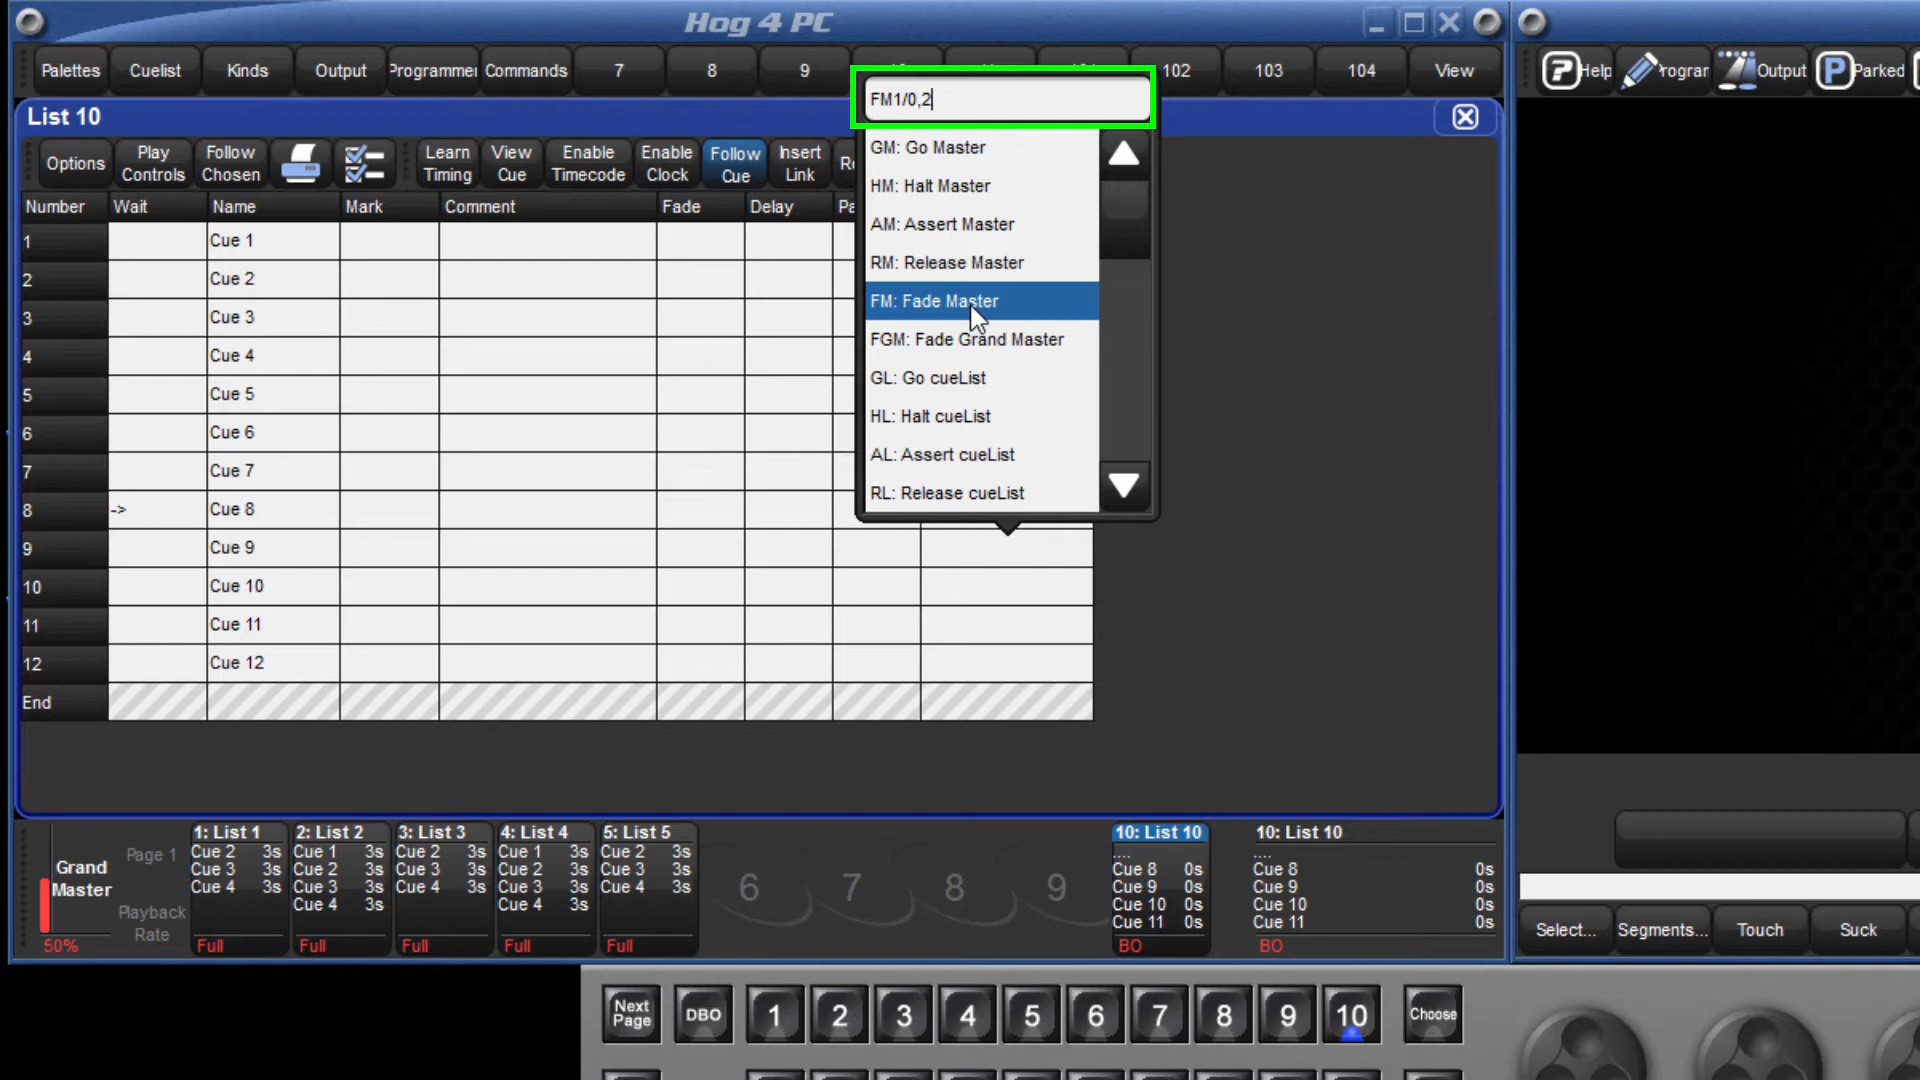 Hog 4 PC
Palettes Cuelist Kinds Output Programmer Commands 7 8 9 102 103 104 View
Help Output Parked
List 10
FM1/0,2
Options Play Controls Follow Chosen Learn Timing View Cue Enable Timecode Enable Clock Follow Cue Insert Link Re
Number Wait Name Mark Comment Fade Delay Pa
GM: Go Master
HM: Halt Master
AM: Assert Master
RM: Release Master
FM: Fade Master
FGM: Fade Grand Master
GL: Go cueList
HL: Halt cueList
AL: Assert cueList
RL: Release cueList
1 Cue 1
2 Cue 2
3 Cue 3
4 Cue 4
5 Cue 5
6 Cue 6
7 Cue 7
8 -> Cue 8
9 Cue 9
10 Cue 10
11 Cue 11
12 Cue 12
End
Grand Master
50%
Page 1
Playback Rate
1: List 1
Cue 2 3s
Cue 3 3s
Cue 4 3s
Full
2: List 2
Cue 1 3s
Cue 2 3s
Cue 3 3s
Cue 4 3s
Full
3: List 3
Cue 2 3s
Cue 3 3s
Cue 4 3s
Full
4: List 4
Cue 1 3s
Cue 2 3s
Cue 3 3s
Cue 4 3s
Full
5: List 5
Cue 2 3s
Cue 3 3s
Cue 4 3s
Full
6 7 8 9
10: List 10
....
Cue 8 0s
Cue 9 0s
Cue 10 0s
Cue 11 0s
BO
10: List 10
....
Cue 8 0s
Cue 9 0s
Cue 10 0s
Cue 11 0s
BO
Select... Segments... Touch Suck
Next Page DBO 1 2 3 4 5 6 7 8 9 10 Choose